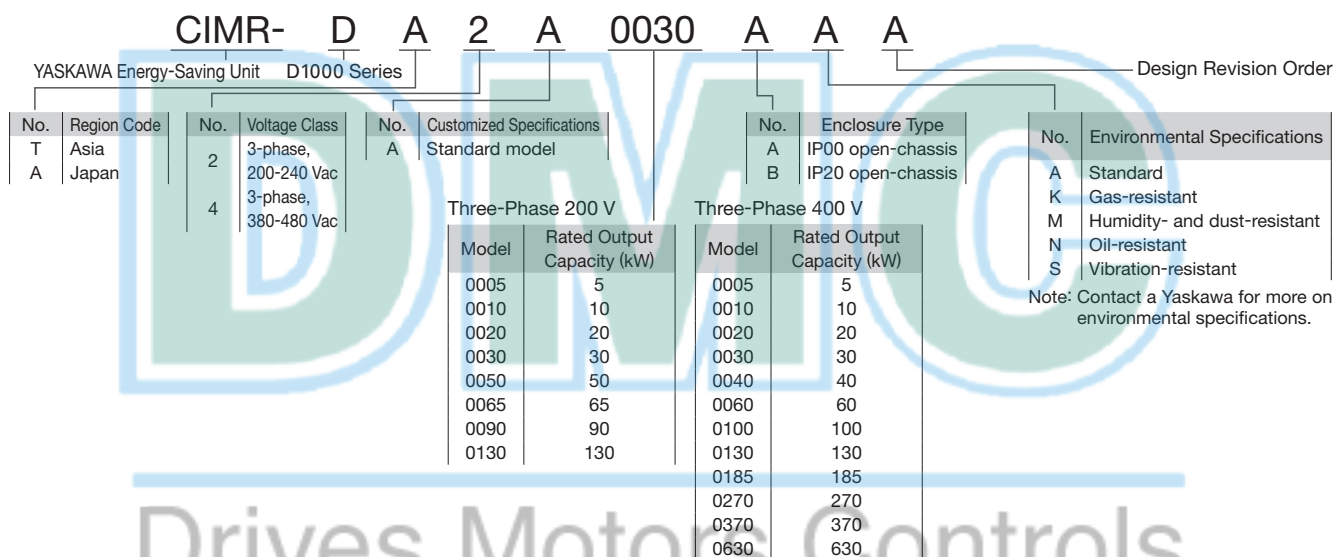 CIMR- D A 2 A 0030 A A A
YASKAWA Energy-Saving Unit D1000 Series
Design Revision Order
No. Region Code
T Asia
A Japan
No. Voltage Class
2 3-phase, 200-240 Vac
4 3-phase, 380-480 Vac
No. Customized Specifications
A Standard model
No. Enclosure Type
A IP00 open-chassis
B IP20 open-chassis
No. Environmental Specifications
A Standard
K Gas-resistant
M Humidity- and dust-resistant
N Oil-resistant
S Vibration-resistant
Note: Contact a Yaskawa for more on
environmental specifications.
Three-Phase 200 V
Model Rated Output Capacity (kW)
0005 5
0010 10
0020 20
0030 30
0050 50
0065 65
0090 90
0130 130
Three-Phase 400 V
Model Rated Output Capacity (kW)
0005 5
0010 10
0020 20
0030 30
0040 40
0060 60
0100 100
0130 130
0185 185
0270 270
0370 370
0630 630
DMC
Drives Motors Controls